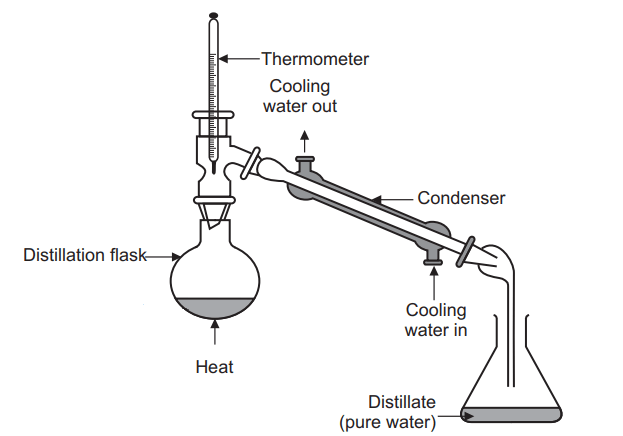 Thermometer
Cooling
water out
Condenser
Distillation flask
Cooling
water in
Heat
Distillate
(pure water)